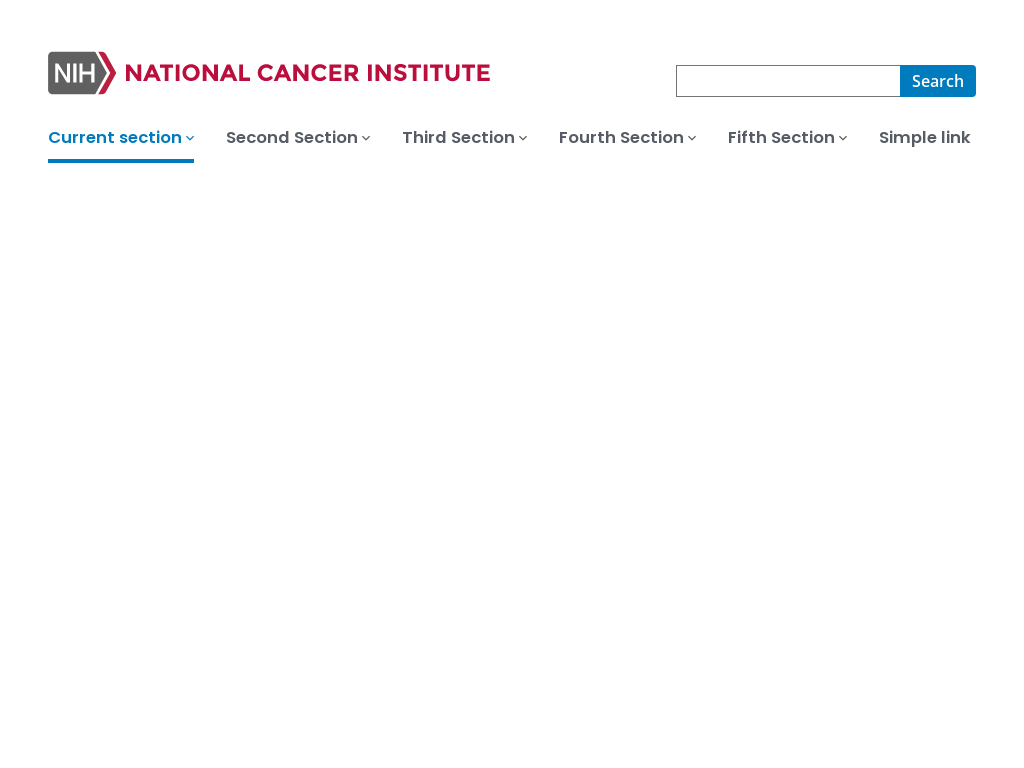 NIH NATIONAL CANCER INSTITUTE
Search
Current section Second Section Third Section Fourth Section Fifth Section Simple link